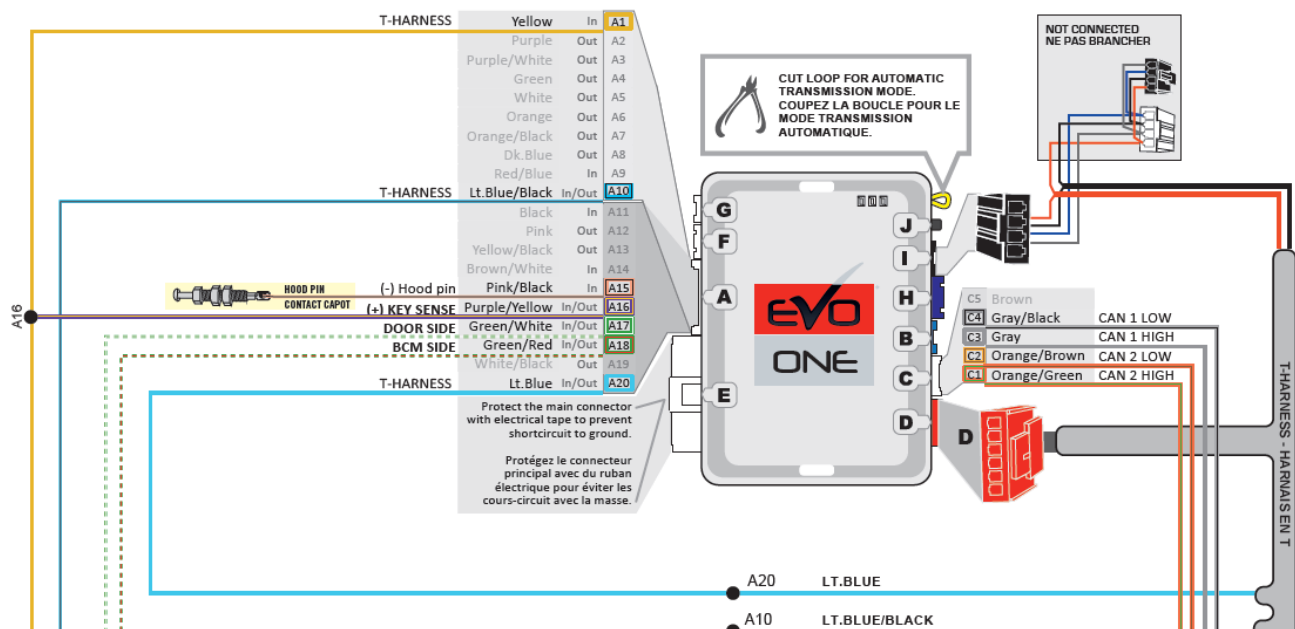 T-HARNESS Yellow In A1
Purple Out A2
Purple/White Out A3
Green Out A4
White Out A5
Orange Out A6
Orange/Black Out A7
Dk.Blue Out A8
Red/Blue In A9
T-HARNESS Lt.Blue/Black In/Out A10
Black In A11
Pink Out A12
Yellow/Black Out A13
Brown/White In A14
HOOD PIN
CONTACT CAPOT
(-) Hood pin Pink/Black In A15
A16
(+) KEY SENSE Purple/Yellow In/Out A16
DOOR SIDE Green/White In/Out A17
BCM SIDE Green/Red In/Out A18
White/Black Out A19
T-HARNESS Lt.Blue In/Out A20
Protect the main connector
with electrical tape to prevent
shortcircuit to ground.
Protégez le connecteur
principal avec du ruban
électrique pour éviter les
cours-circuit avec la masse.
CUT LOOP FOR AUTOMATIC
TRANSMISSION MODE.
COUPEZ LA BOUCLE POUR LE
MODE TRANSMISSION
AUTOMATIQUE.
NOT CONNECTED
NE PAS BRANCHER
G
F
A
E
J
I
H
B
C
D
EVO
ONE
C5 Brown
C4 Gray/Black CAN 1 LOW
C3 Gray CAN 1 HIGH
C2 Orange/Brown CAN 2 LOW
C1 Orange/Green CAN 2 HIGH
D
T-HARNESS - HARNAIS EN T
A20 LT.BLUE
A10 LT.BLUE/BLACK